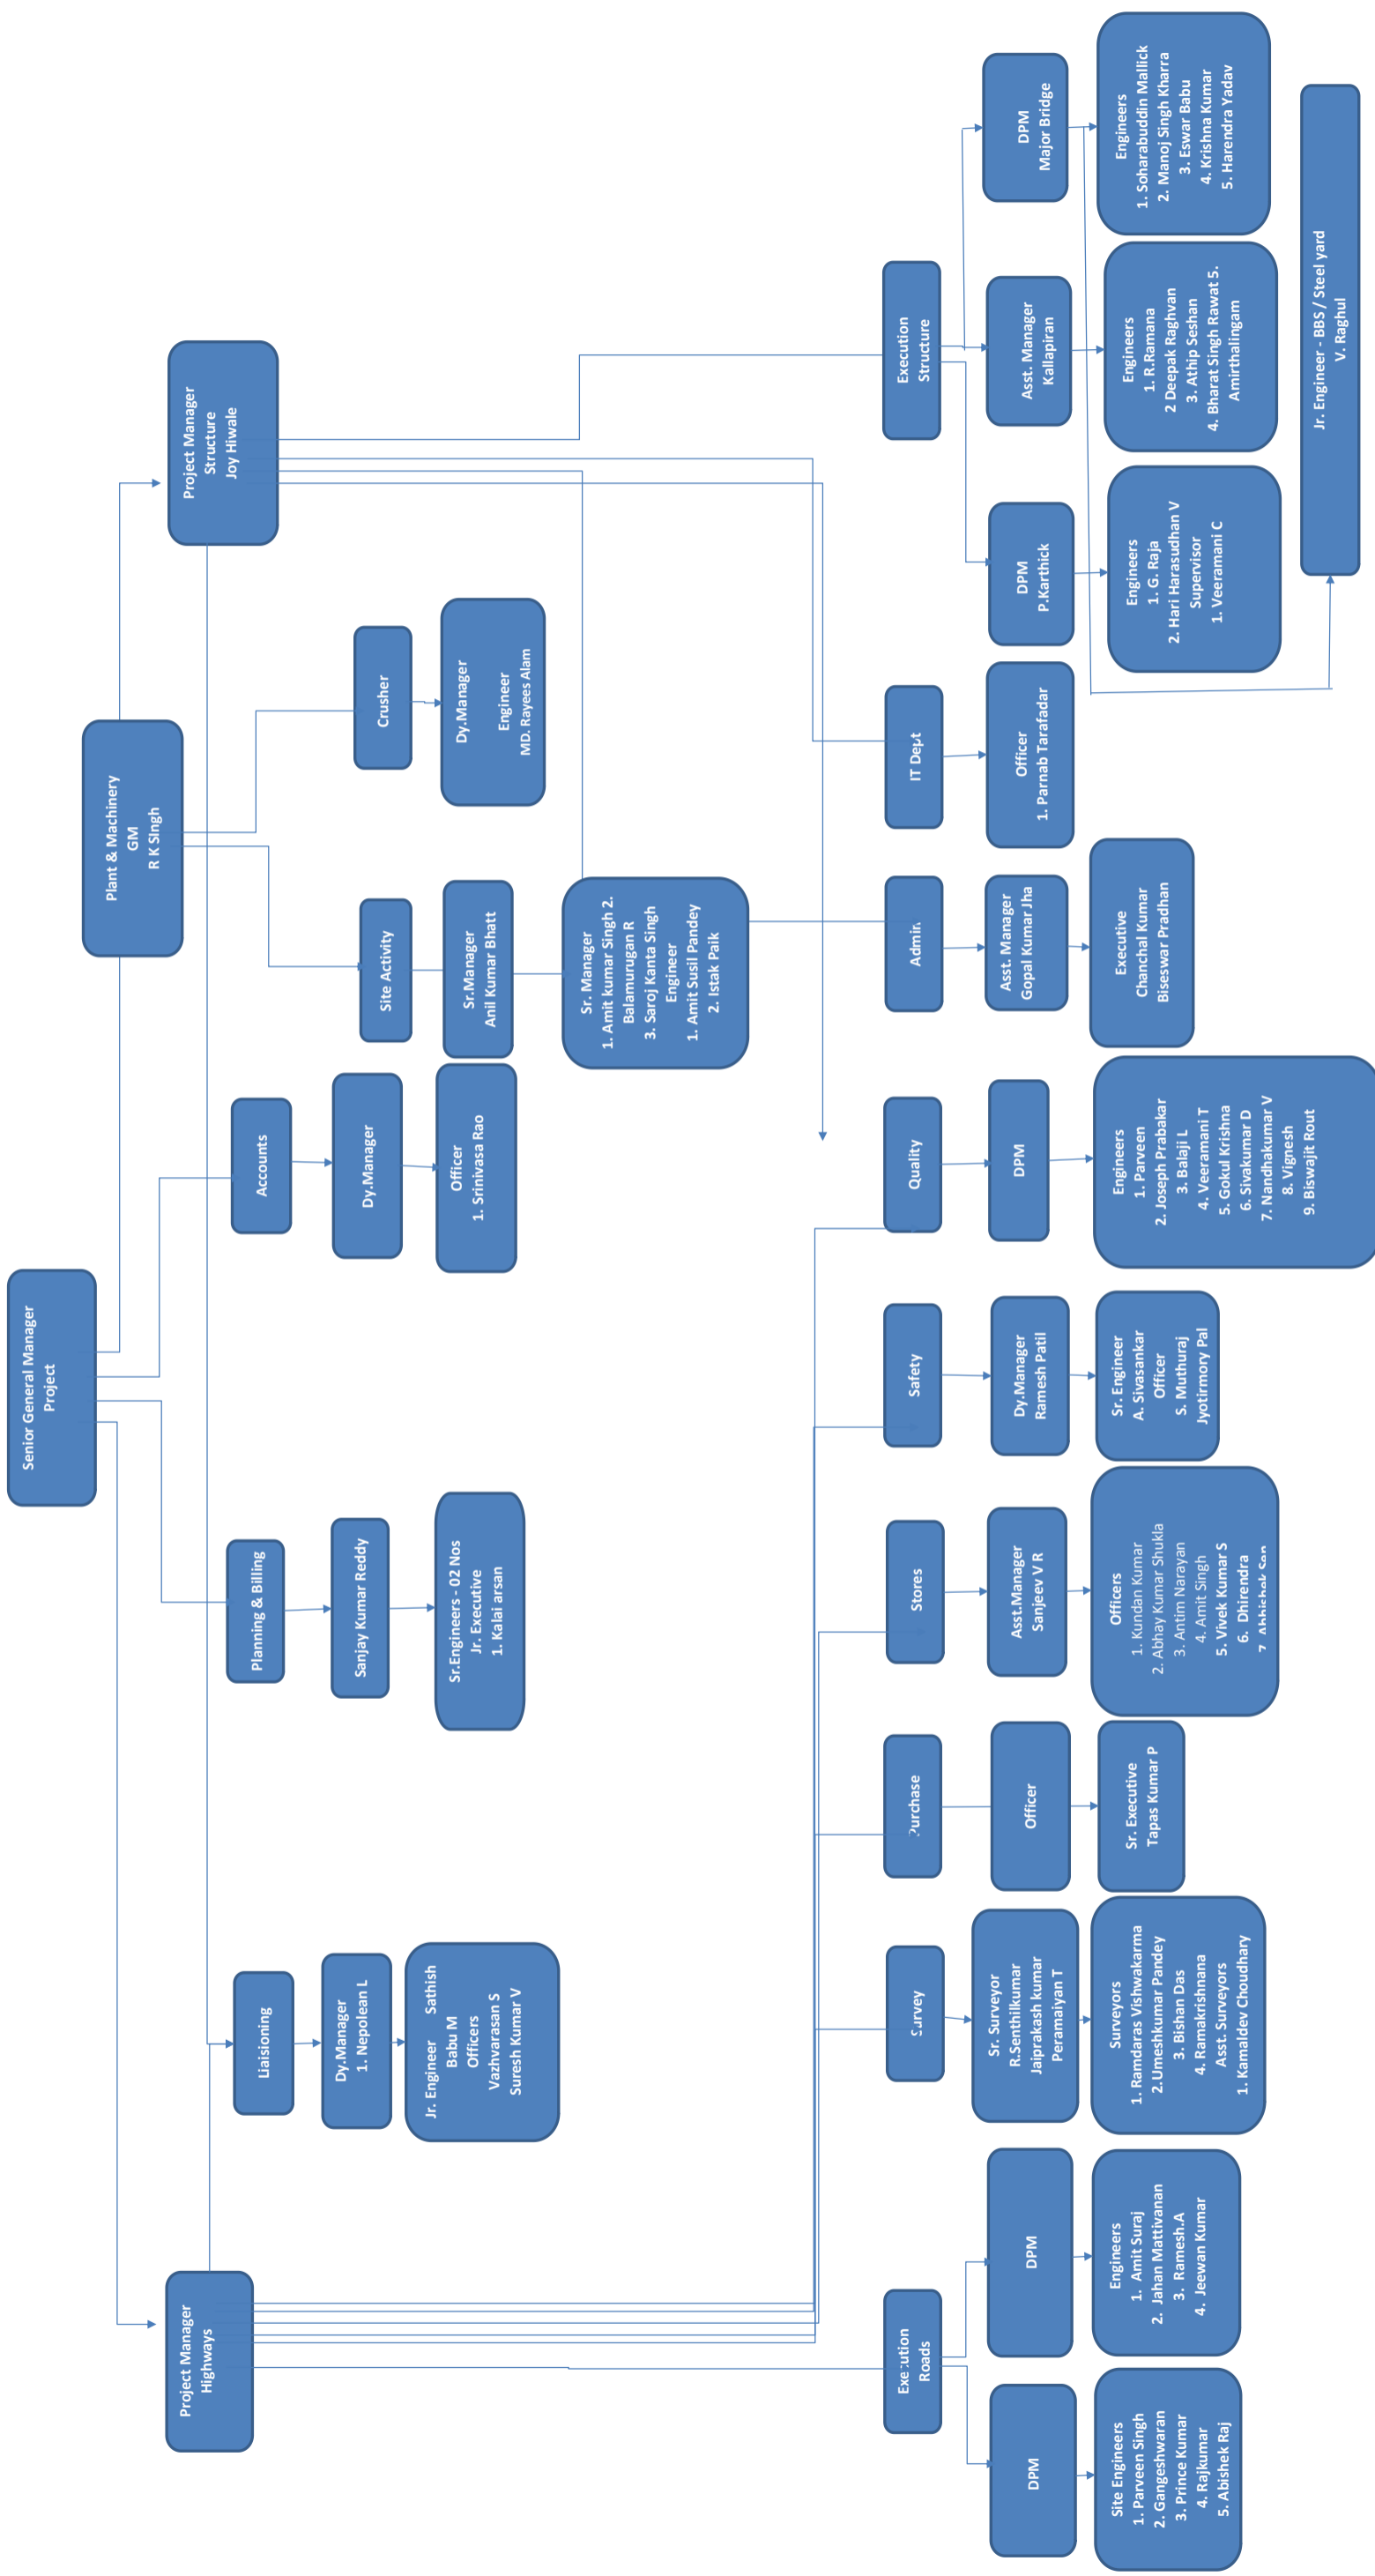 Senior General Manager
Project
Plant & Machinery
GM
R K SIngh
Project Manager
Highways
Project Manager
Structure
Joy Hiwale
Liaisoning
Planning & Billing
Accounts
Site Activity
Crusher
Dy.Manager
1. Nepolean L
Sanjay Kumar Reddy
Dy.Manager
Sr.Manager
Anil Kumar Bhatt
Dy.Manager
Engineer
MD. Rayees Alam
Jr. Engineer Sathish
Babu M
Officers
Vazhvarasan S
Suresh Kumar V
Sr.Engineers - 02 Nos
Jr. Executive
1. Kalai arsan
Officer
1. Srinivasa Rao
Sr. Manager
1. Amit kumar Singh 2.
Balamurugan R
3. Saroj Kanta Singh
Engineer
1. Amit Susil Pandey
2. Istak Paik
Execution
Roads
Survey
Purchase
Stores
Safety
Quality
Admin
IT Dept
Execution
Structure
DPM
DPM
Sr. Surveyor
R.Senthilkumar
Jaiprakash kumar
Peramaiyan T
Officer
Asst.Manager
Sanjeev V R
Dy.Manager
Ramesh Patil
DPM
Asst. Manager
Gopal Kumar Jha
Officer
1. Parnab Tarafadar
DPM
P.Karthick
Asst. Manager
Kallapiran
DPM
Major Bridge
Site Engineers
1. Parveen Singh
2. Gangeshwaran
3. Prince Kumar
4. Rajkumar
5. Abishek Raj
Engineers
1. Amit Suraj
2. Jahan Mattivanan
3. Ramesh.A
4. Jeewan Kumar
Surveyors
1. Ramdaras Vishwakarma
2.Umeshkumar Pandey
3. Bishan Das
4. Ramakrishnana
Asst. Surveyors
1. Kamaldev Choudhary
Sr. Executive
Tapas Kumar P
Officers
1. Kundan Kumar
2. Abhay Kumar Shukla
3. Antim Narayan
4. Amit Singh
5. Vivek Kumar S
6. Dhirendra
7. Abhishek Sen
Sr. Engineer
A. Sivasankar
Officer
S. Muthuraj
Jyotirmory Pal
Engineers
1. Parveen
2. Joseph Prabakar
3. Balaji L
4. Veeramani T
5. Gokul Krishna
6. Sivakumar D
7. Nandhakumar V
8. Vignesh
9. Biswajit Rout
Executive
Chanchal Kumar
Biseswar Pradhan
Engineers
1. G. Raja
2. Hari Harasudhan V
Supervisor
1. Veeramani C
Engineers
1. R.Ramana
2 Deepak Raghvan
3. Athip Seshan
4. Bharat Singh Rawat 5.
Amirthalingam
Engineers
1. Soharabuddin Mallick
2. Manoj Singh Kharra
3. Eswar Babu
4. Krishna Kumar
5. Harendra Yadav
Jr. Engineer - BBS / Steel yard
V. Raghul